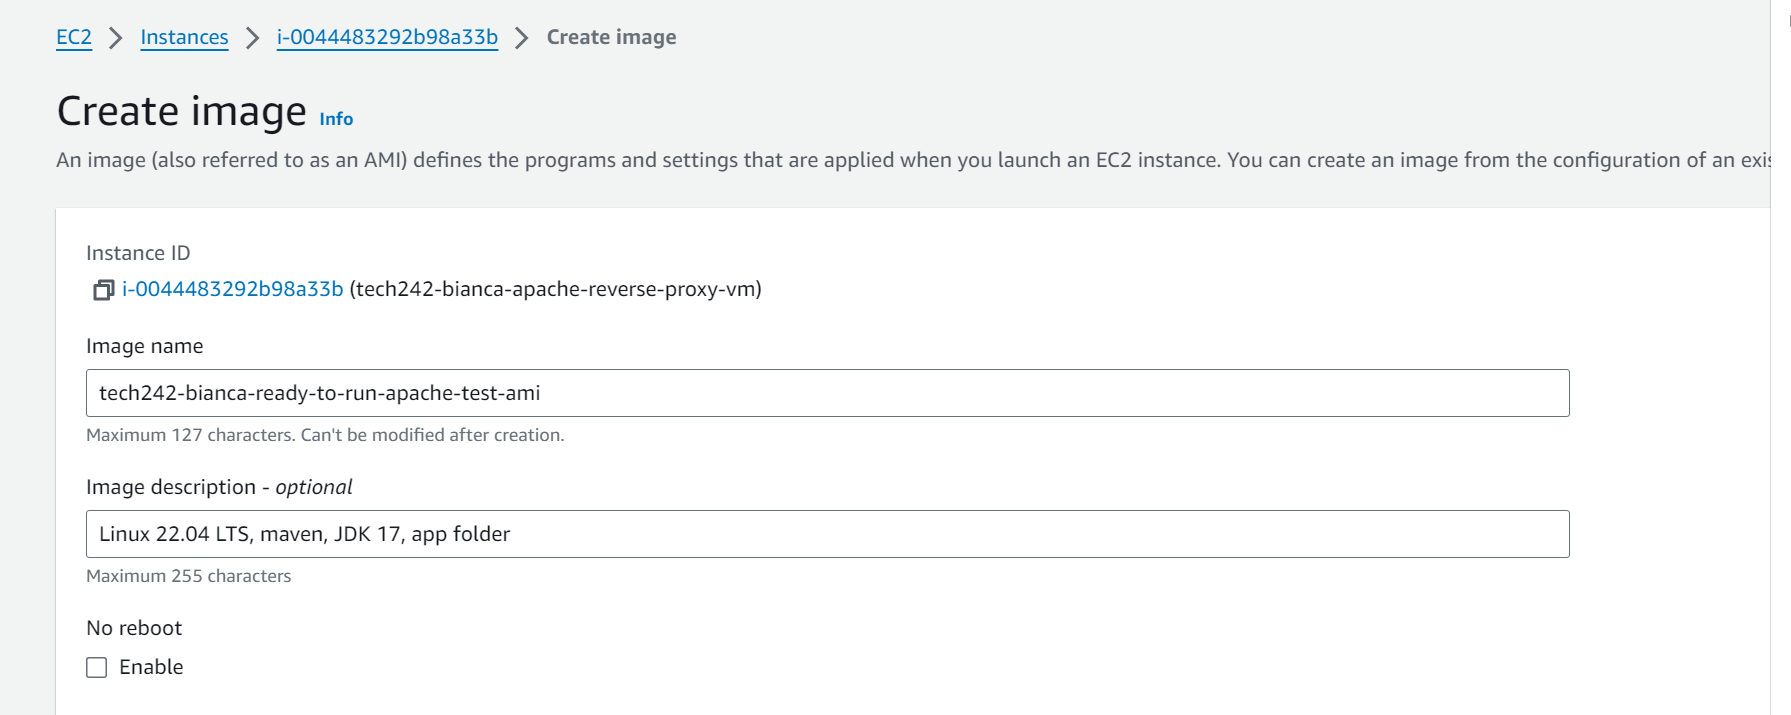 EC2 > Instances > i-0044483292b98a33b > Create image
Create image Info
An image (also referred to as an AMI) defines the programs and settings that are applied when you launch an EC2 instance. You can create an image from the configuration of an
Instance ID
i-0044483292b98a33b (tech242-bianca-apache-reverse-proxy-vm)
Image name
tech242-bianca-ready-to-run-apache-test-ami
Maximum 127 characters. Can't be modified after creation.
Image description - optional
Linux 22.04 LTS, maven, JDK 17, app folder
Maximum 255 characters
No reboot
Enable